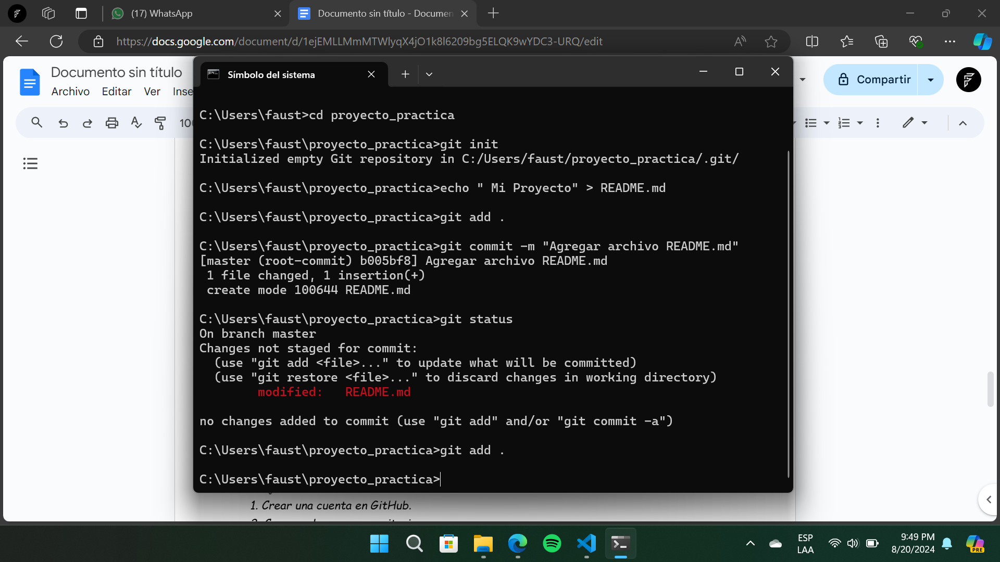 (17) WhatsApp
Documento sin título - Documen
https://docs.google.com/document/d/1ejEMLLMmMTWlyqX4jO1k8l6209bg5ELQK9wYDC3-URQ/edit
Documento sin título
Archivo Editar Ver Inse
Compartir
100
Símbolo del sistema
C:\Users\faust>cd proyecto_practica
C:\Users\faust\proyecto_practica>git init
Initialized empty Git repository in C:/Users/faust/proyecto_practica/.git/
C:\Users\faust\proyecto_practica>echo " Mi Proyecto" > README.md
C:\Users\faust\proyecto_practica>git add .
C:\Users\faust\proyecto_practica>git commit -m "Agregar archivo README.md"
[master (root-commit) b005bf8] Agregar archivo README.md
 1 file changed, 1 insertion(+)
 create mode 100644 README.md
C:\Users\faust\proyecto_practica>git status
On branch master
Changes not staged for commit:
  (use "git add <file>..." to update what will be committed)
  (use "git restore <file>..." to discard changes in working directory)
        modified:   README.md
no changes added to commit (use "git add" and/or "git commit -a")
C:\Users\faust\proyecto_practica>git add .
C:\Users\faust\proyecto_practica>
1. Crear una cuenta en GitHub.
ESP
LAA
9:49 PM
8/20/2024
PRE